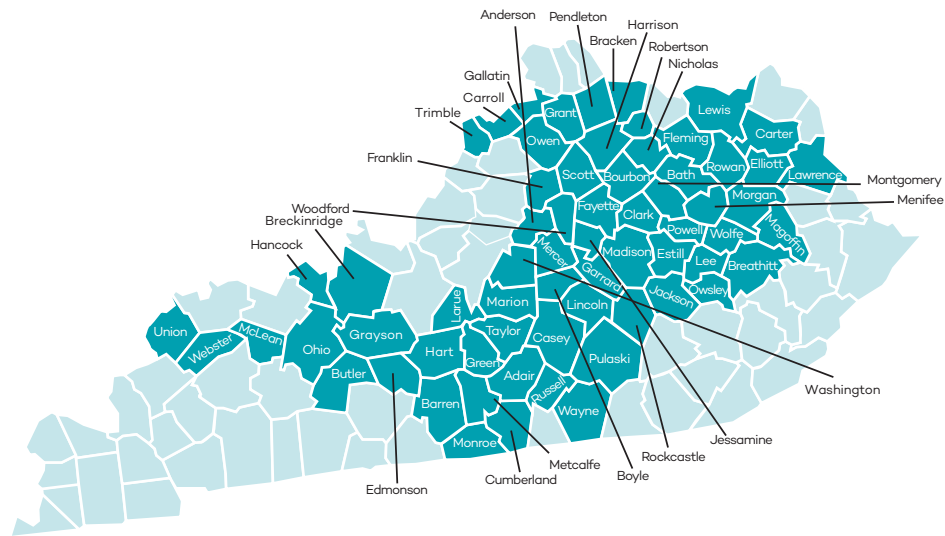 Anderson
Pendleton
Harrison
Bracken
Robertson
Nicholas
Gallatin
Carroll
Trimble
Grant
Lewis
Owen
Fleming
Carter
Franklin
Scott
Bourbon
Bath
Rowan
Elliott
Lawrence
Montgomery
Morgan
Menifee
Woodford
Breckinridge
Fayette
Clark
Powell
Wolfe
Magoffin
Hancock
Mercer
Madison
Estill
Lee
Breathitt
Garrard
Jackson
Owsley
Larue
Marion
Lincoln
Union
Webster
McLean
Ohio
Grayson
Taylor
Casey
Hart
Green
Pulaski
Butler
Adair
Russell
Washington
Barren
Wayne
Monroe
Jessamine
Rockcastle
Metcalfe
Boyle
Cumberland
Edmonson